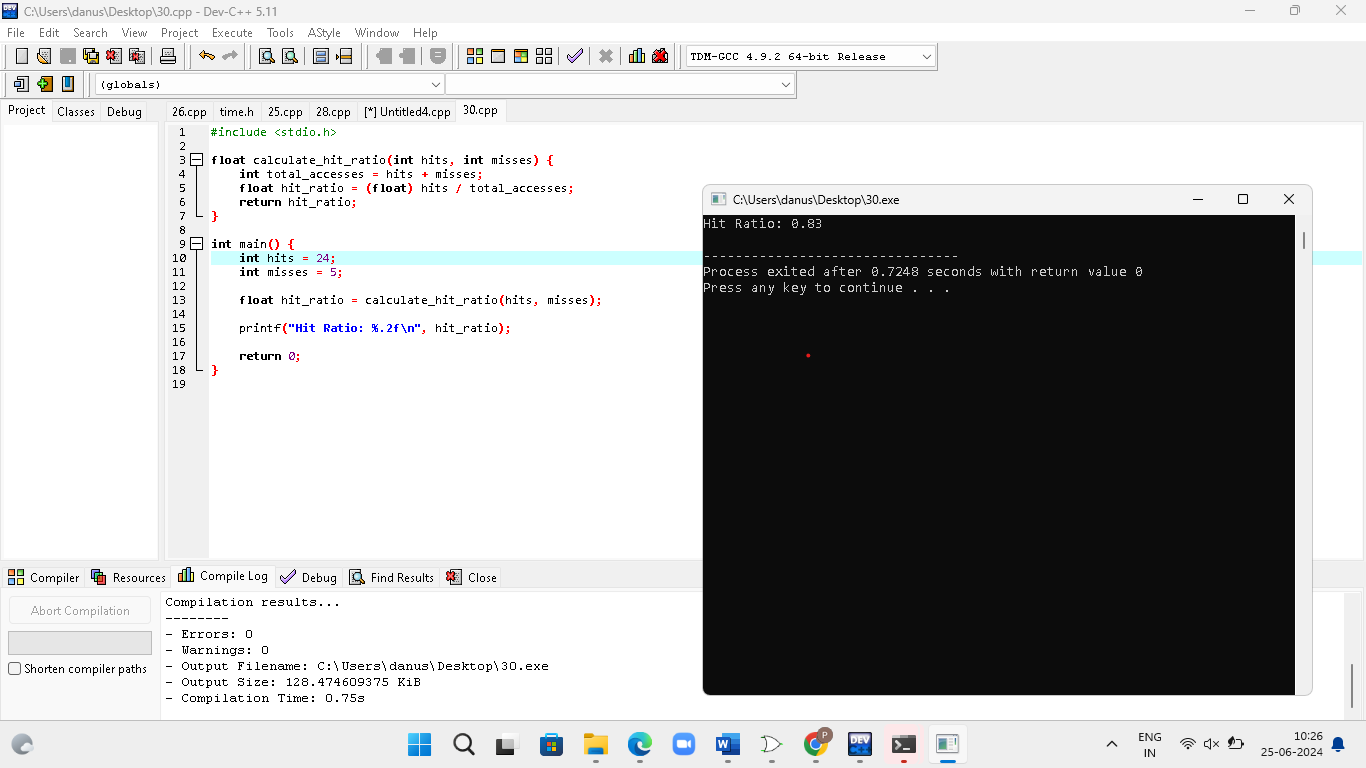 C:\Users\danus\Desktop\30.cpp - Dev-C++ 5.11
File Edit Search View Project Execute Tools AStyle Window Help
TDM-GCC 4.9.2 64-bit Release
(globals)
Project Classes Debug
26.cpp time.h 25.cpp 28.cpp [*] Untitled4.cpp 30.cpp
1 #include <stdio.h>
2
3 float calculate_hit_ratio(int hits, int misses) {
4 int total_accesses = hits + misses;
5 float hit_ratio = (float) hits / total_accesses;
6 return hit_ratio;
7 }
8
9 int main() {
10 int hits = 24;
11 int misses = 5;
12
13 float hit_ratio = calculate_hit_ratio(hits, misses);
14
15 printf("Hit Ratio: %.2f\n", hit_ratio);
16
17 return 0;
18 }
19
C:\Users\danus\Desktop\30.exe
Hit Ratio: 0.83
--------------------------------
Process exited after 0.7248 seconds with return value 0
Press any key to continue . . .
Compiler Resources Compile Log Debug Find Results Close
Abort Compilation
Shorten compiler paths
Compilation results...
--------
- Errors: 0
- Warnings: 0
- Output Filename: C:\Users\danus\Desktop\30.exe
- Output Size: 128.474609375 KiB
- Compilation Time: 0.75s
P
W
DEV
ENG
IN
10:26
25-06-2024